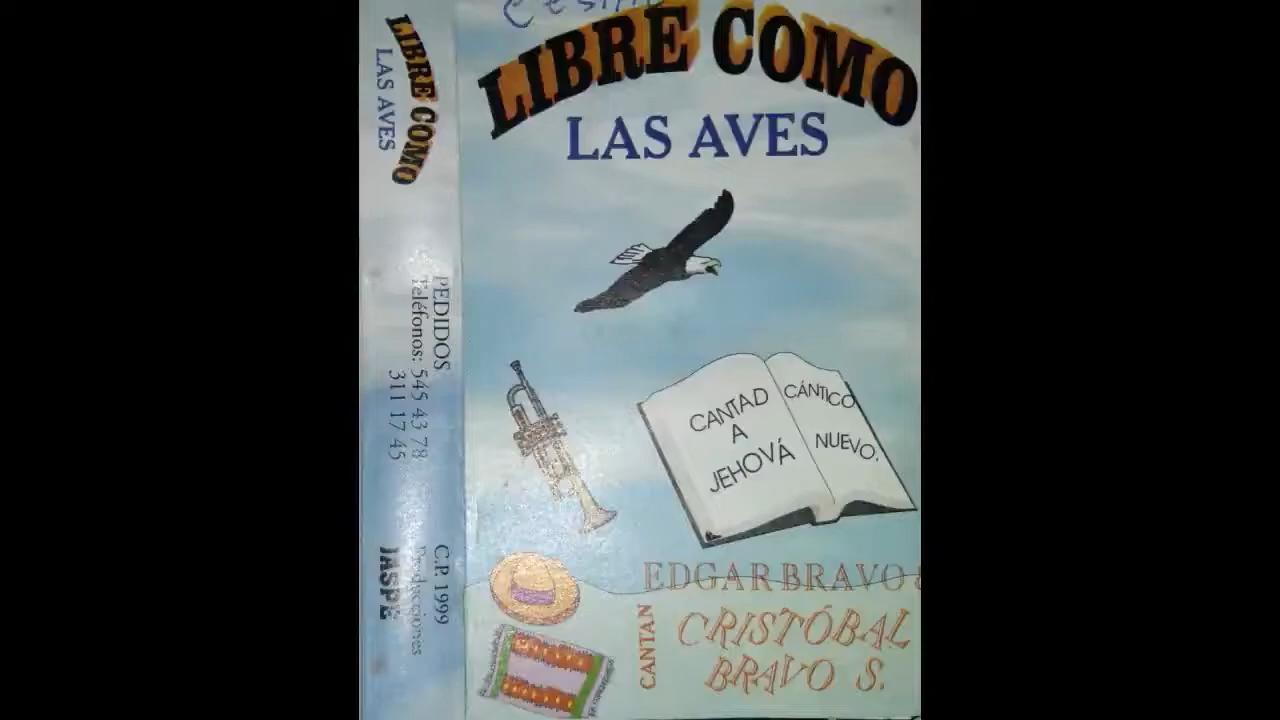 LIBRE COMO
LAS AVES
PEDIDOS
Teléfonos: 545 43 78
311 17 45
C.P. 1999
Producciones
JASPE
LIBRE COMO
LAS AVES
CANTAD
A
JEHOVÁ
CÁNTICO
NUEVO.
EDGAR BRAVO
CANTAN
CRISTÓBAL
BRAVO S.